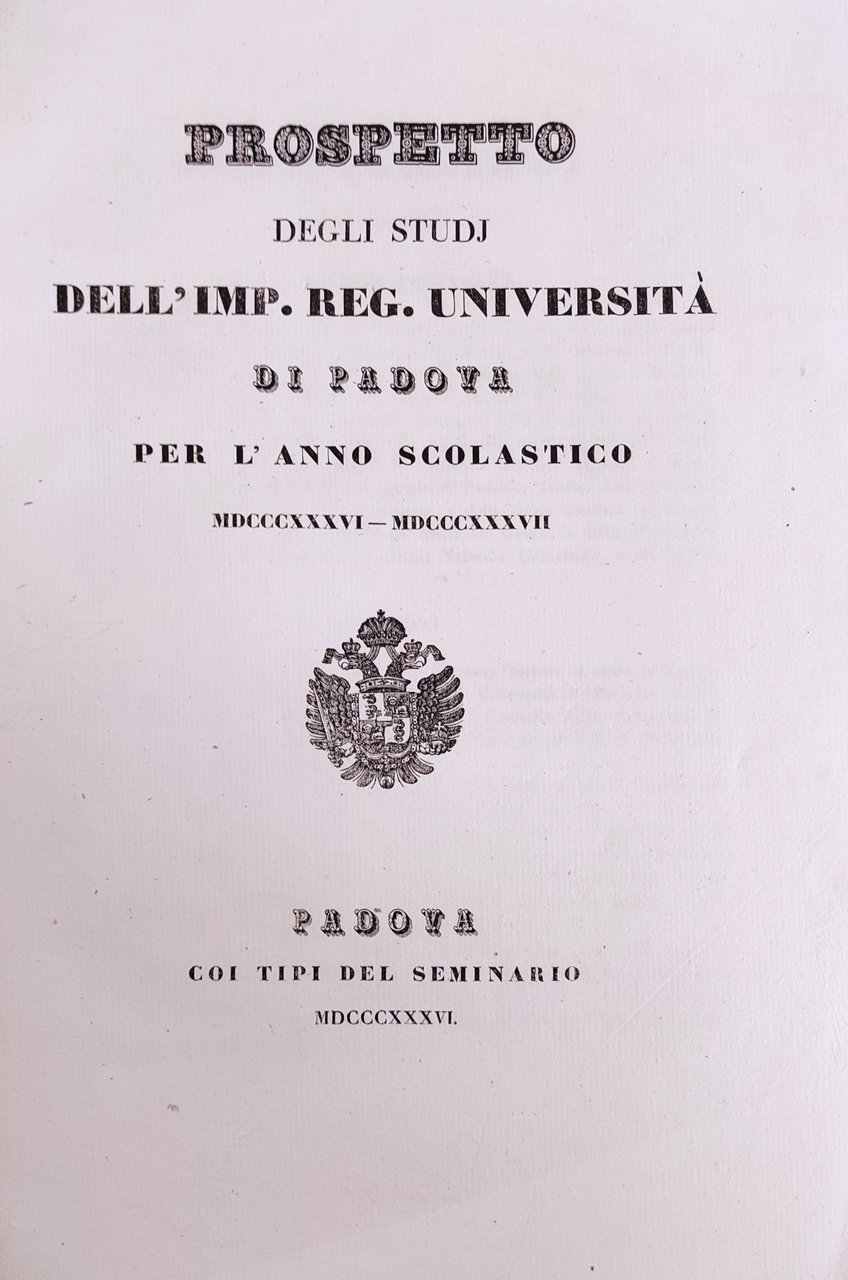 PROSPETTO
DEGLI STUDJ
DELL'IMP. REG. UNIVERSITÀ
DI PADOVA
PER L'ANNO SCOLASTICO
MDCCCXXXVI — MDCCCXXXVII
PADOVA
COI TIPI DEL SEMINARIO
MDCCCXXXVI.